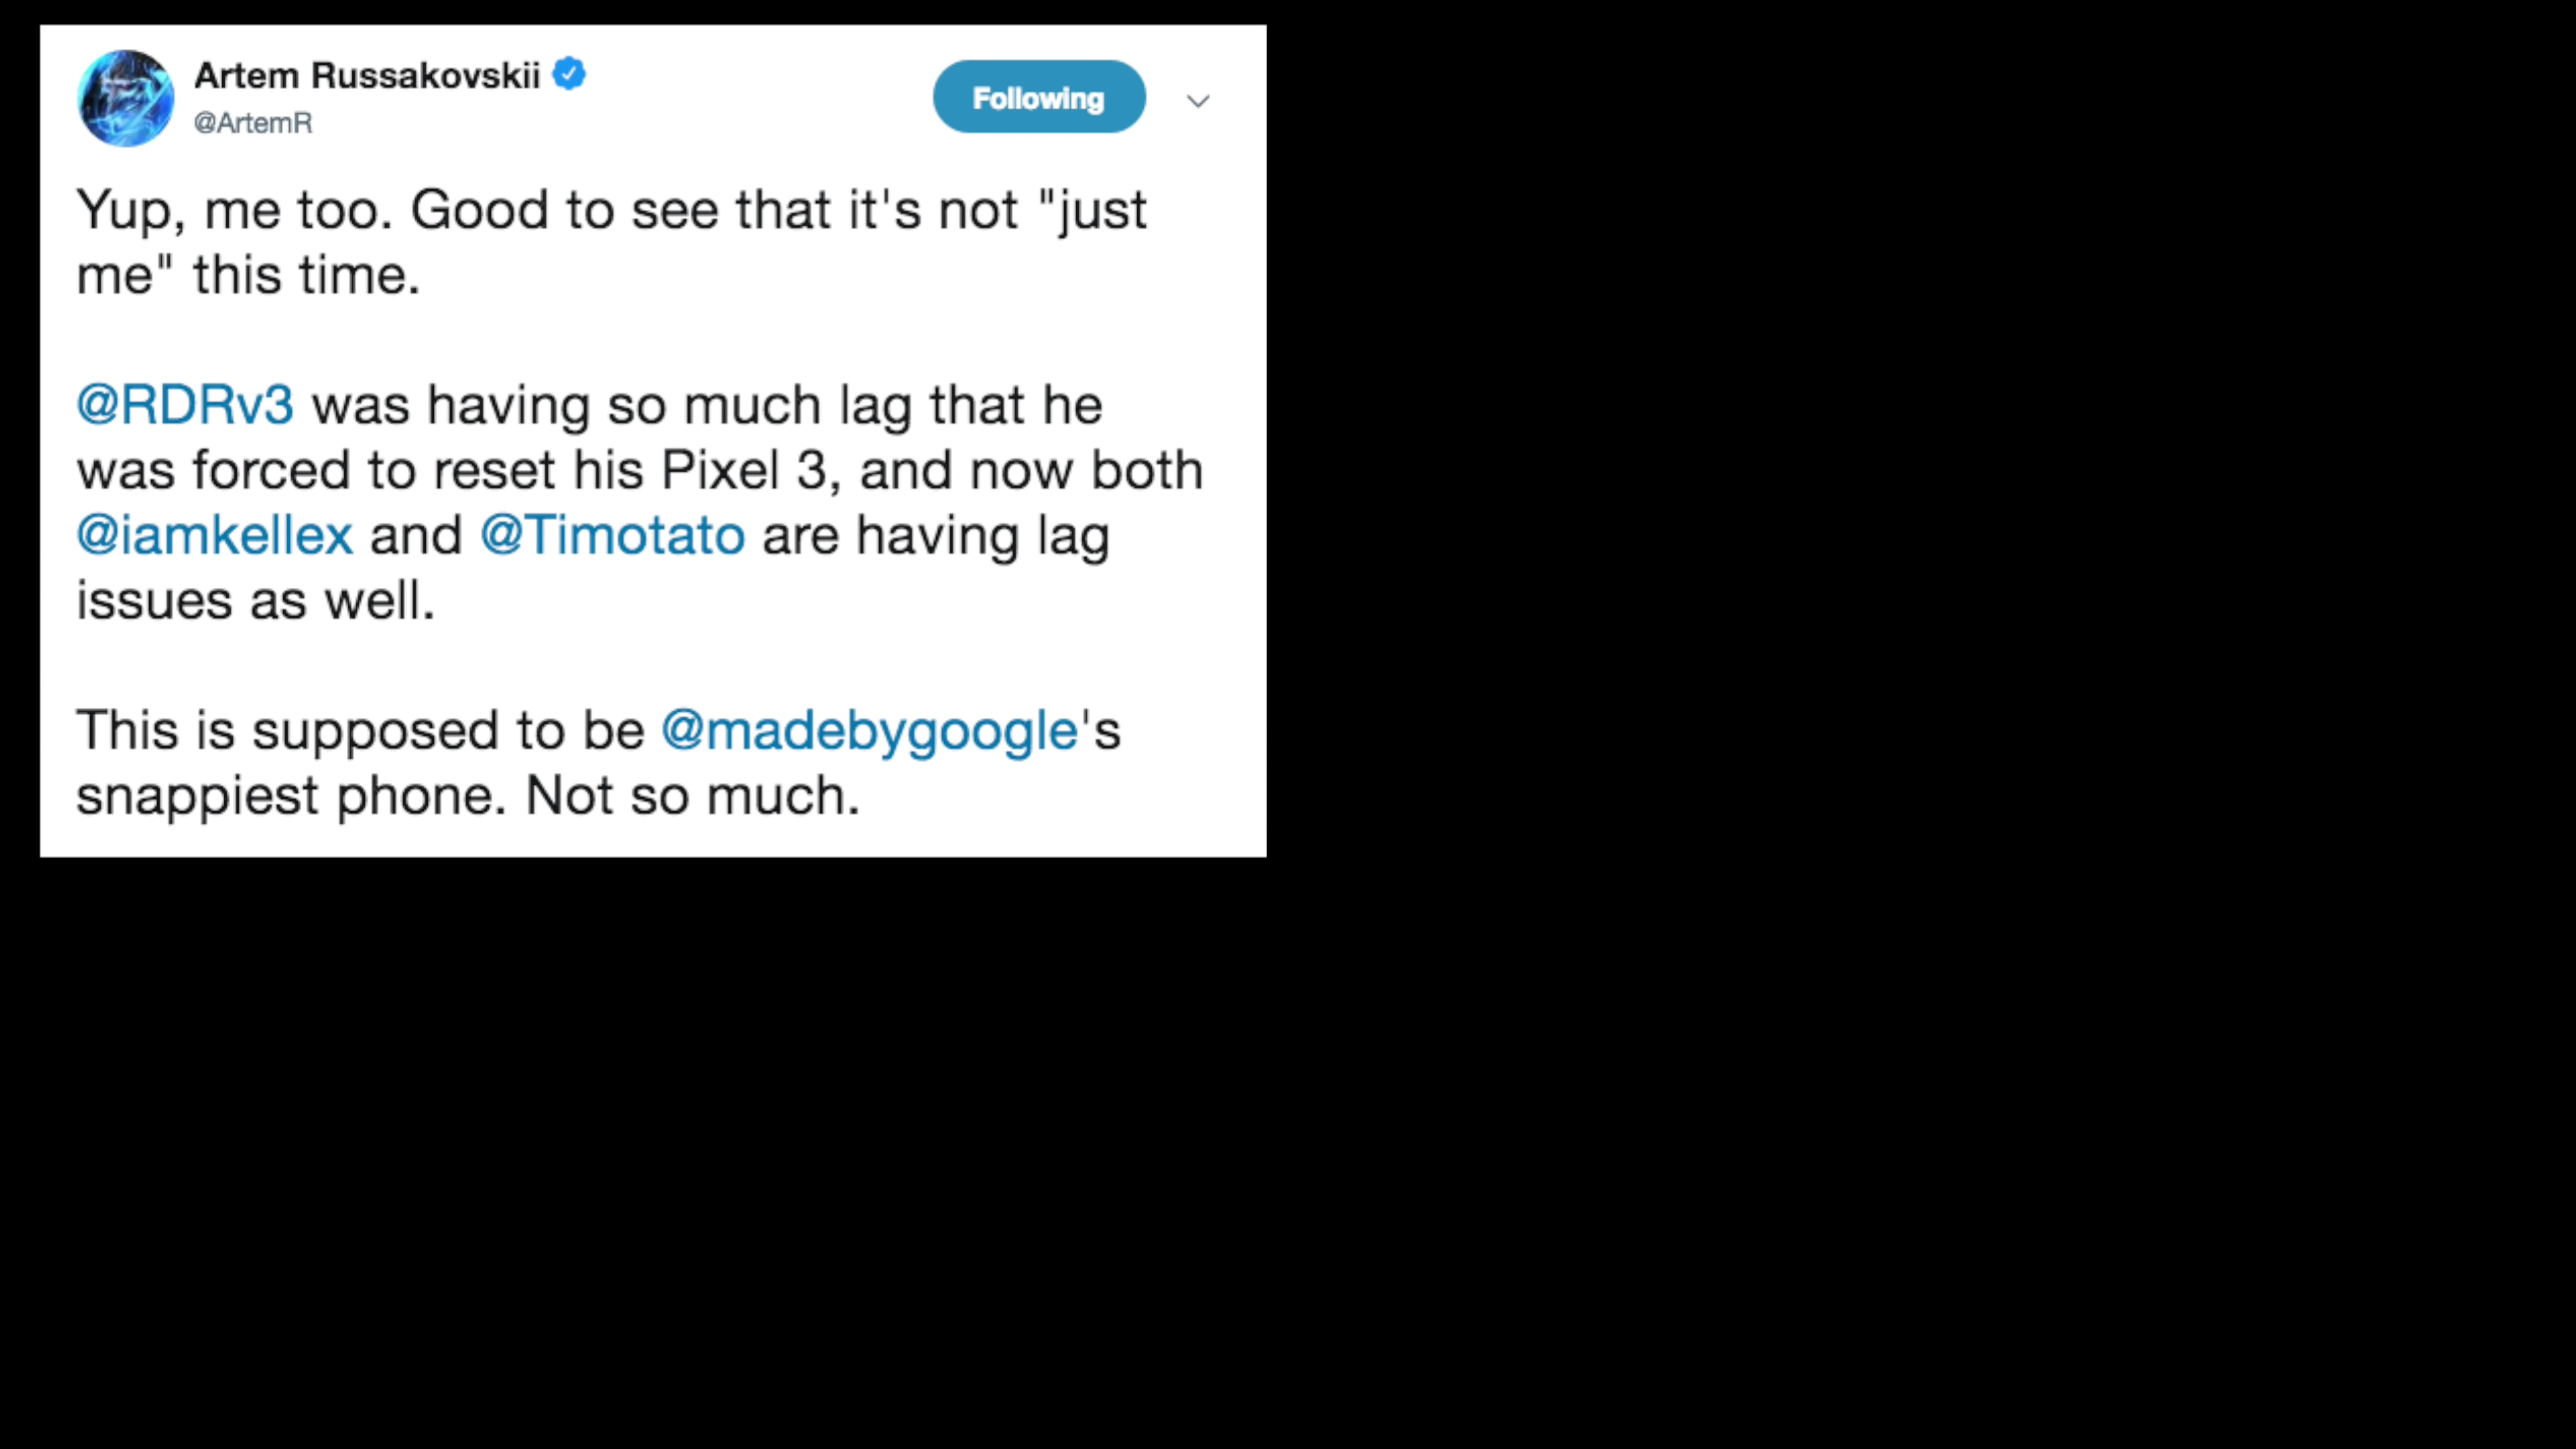 Artem Russakovskii
@ArtemR
Following
Yup, me too. Good to see that it's not "just
me" this time.
@RDRv3 was having so much lag that he
was forced to reset his Pixel 3, and now both
@iamkellex and @Timotato are having lag
issues as well.
This is supposed to be @madebygoogle's
snappiest phone. Not so much.